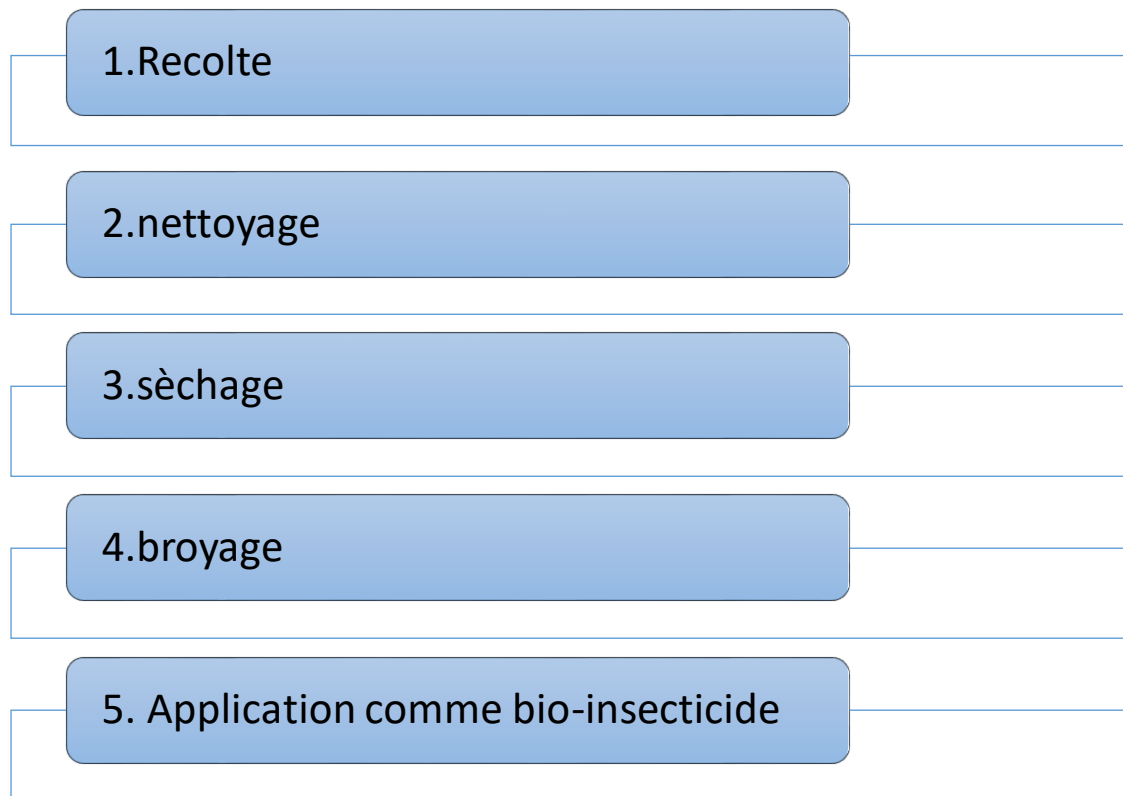 1.Recolte
2.nettoyage
3.sèchage
4.broyage
5. Application comme bio-insecticide